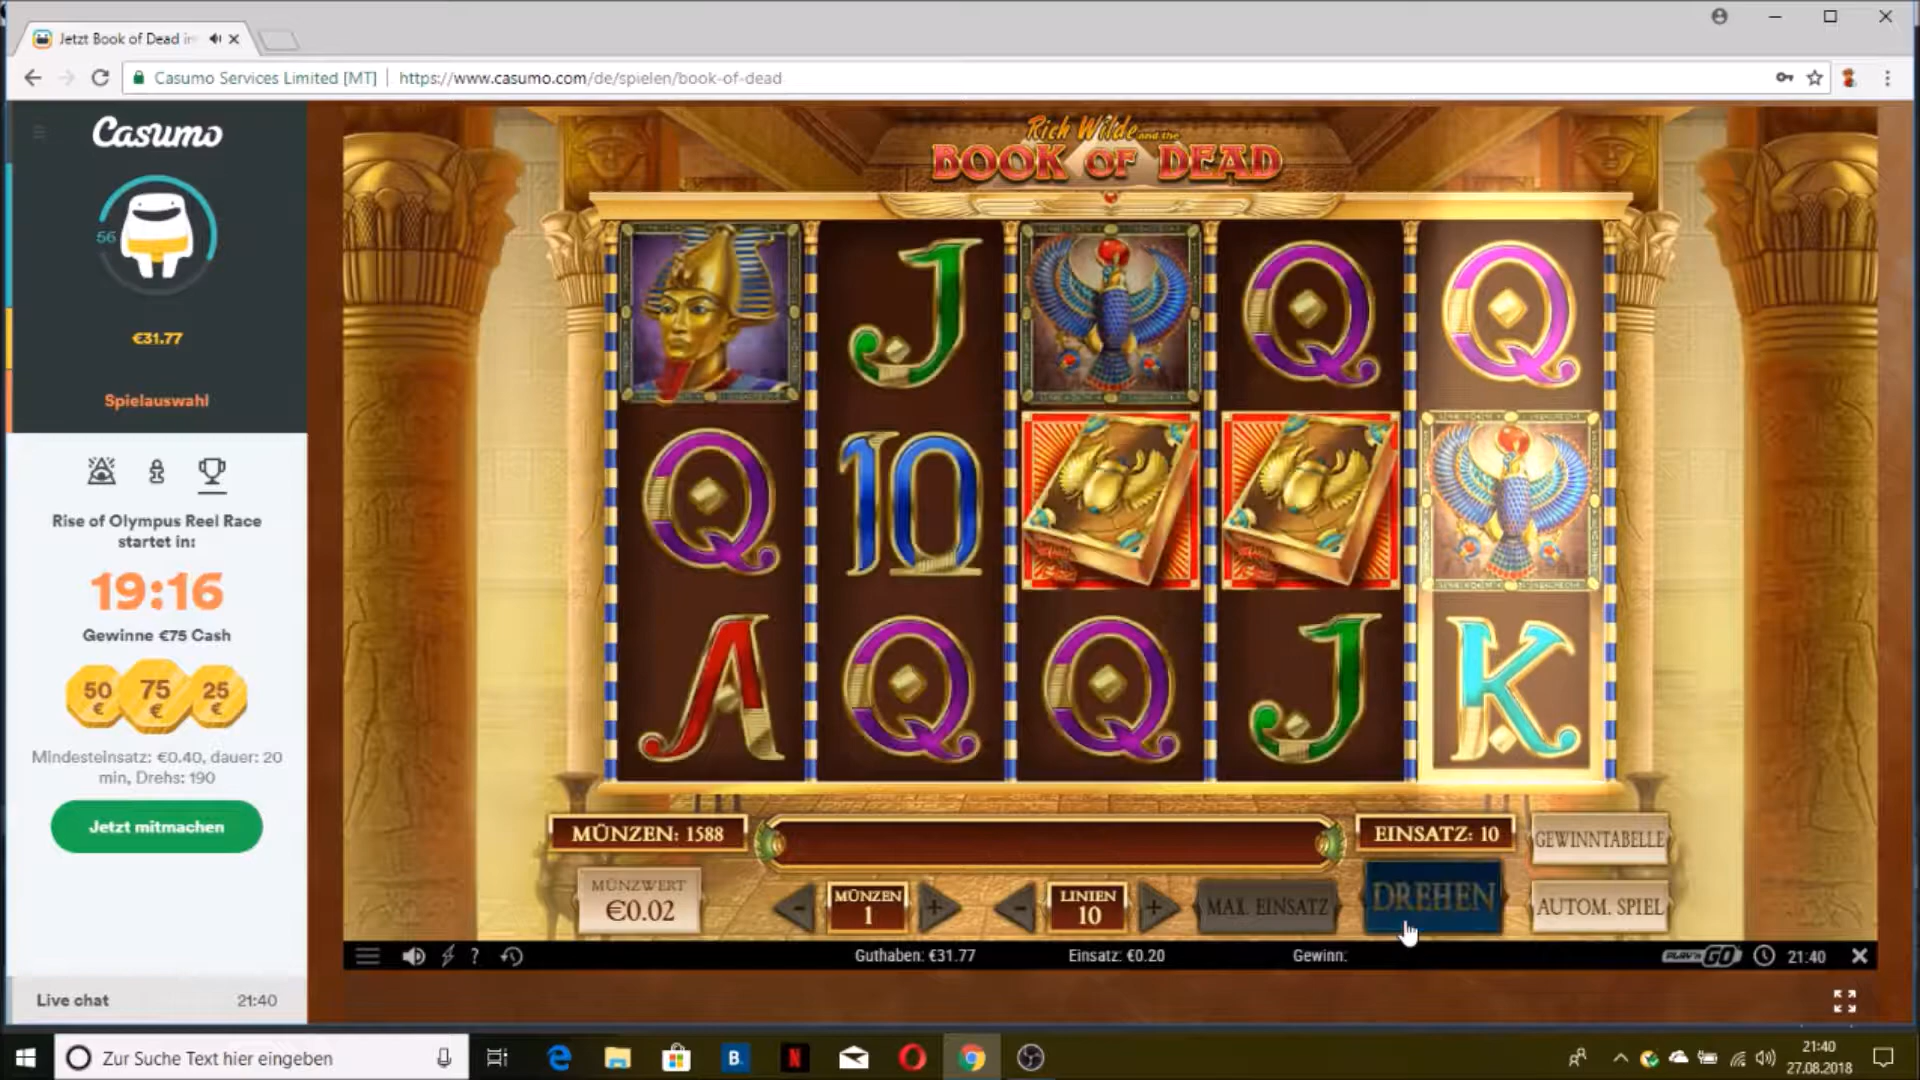 Jetzt Book of Dead in
Casumo Services Limited [MT]
https://www.casumo.com/de/spielen/book-of-dead
Casumo
56
€31.77
Spielauswahl
Rise of Olympus Reel Race
startet in:
19:16
Gewinne €75 Cash
50 €
75 €
25 €
Mindesteinsatz: €0.40, dauer: 20
min, Drehs: 190
Jetzt mitmachen
Live chat
21:40
Rich Wilde and the
BOOK OF DEAD
J
Q
Q
Q
10
A
Q
Q
J
K
MÜNZEN: 1588
EINSATZ: 10
GEWINNTABELLE
MÜNZWERT
€0.02
-
MÜNZEN
1
+
-
LINIEN
10
+
MAX. EINSATZ
DREHEN
AUTOM. SPIEL
?
Guthaben: €31.77
Einsatz: €0.20
Gewinn:
PLAY'N GO
21:40
Zur Suche Text hier eingeben
B.
N
21:40
27.08.2018